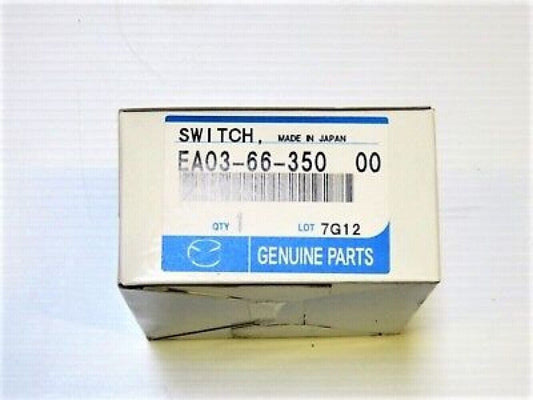 SWITCH, MADE IN JAPAN
EA03-66-350 00
QTY 1 LOT 7G12
GENUINE PARTS